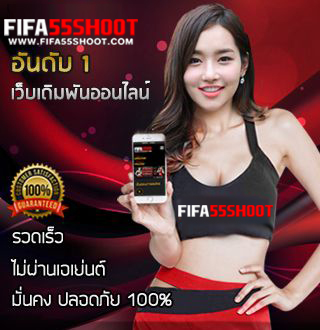 FIFA55SHOOT
WWW.FIFA55SHOOT.COM
อันดับ 1
เว็บเดิมพันออนไลน์
100%
GUARANTEED
FIFA55SHOOT
รวดเร็ว
ไม่ผ่านเอเย่นต์
มั่นคง ปลอดภัย 100%